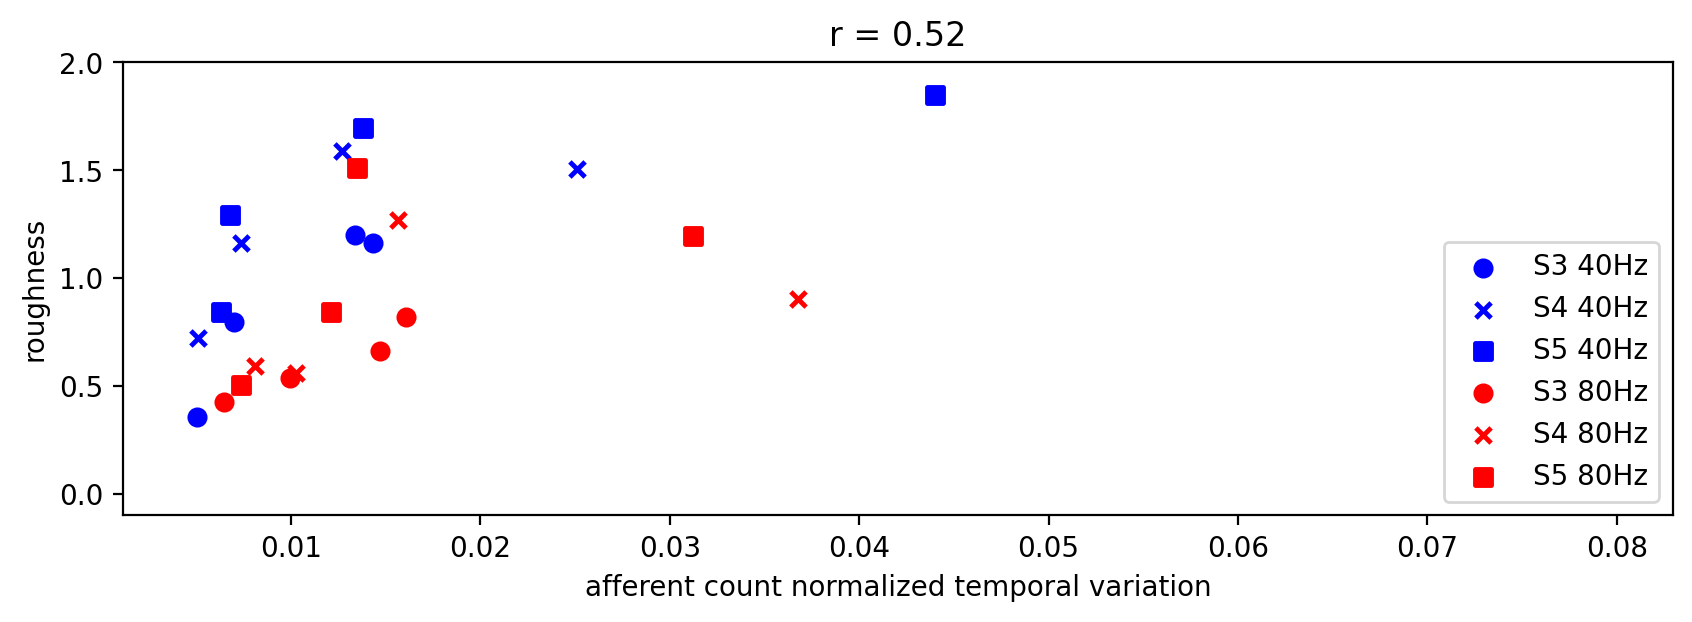 r = 0.52
2.0
1.5
1.0
0.5
0.0
roughness
S3 40Hz
S4 40Hz
S5 40Hz
S3 80Hz
S4 80Hz
S5 80Hz
0.01 0.02 0.03 0.04 0.05 0.06 0.07 0.08
afferent count normalized temporal variation